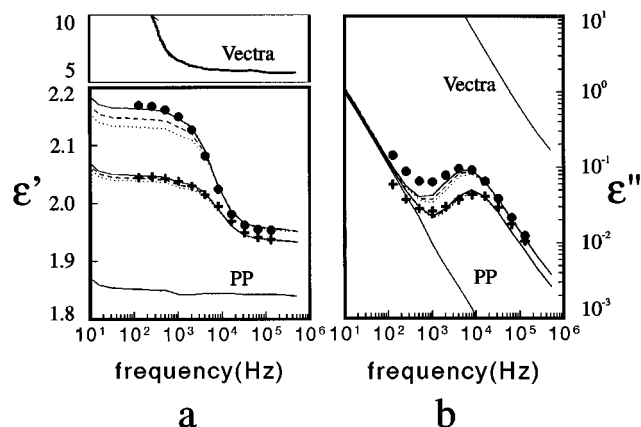 10
5
Vectra
2.2
2.1
2.0
1.9
1.8
ε'
PP
10¹ 10² 10³ 10⁴ 10⁵ 10⁶
frequency(Hz)
a
Vectra
PP
10¹
10⁰
10⁻¹
10⁻²
10⁻³
ε"
10¹ 10² 10³ 10⁴ 10⁵ 10⁶
frequency(Hz)
b